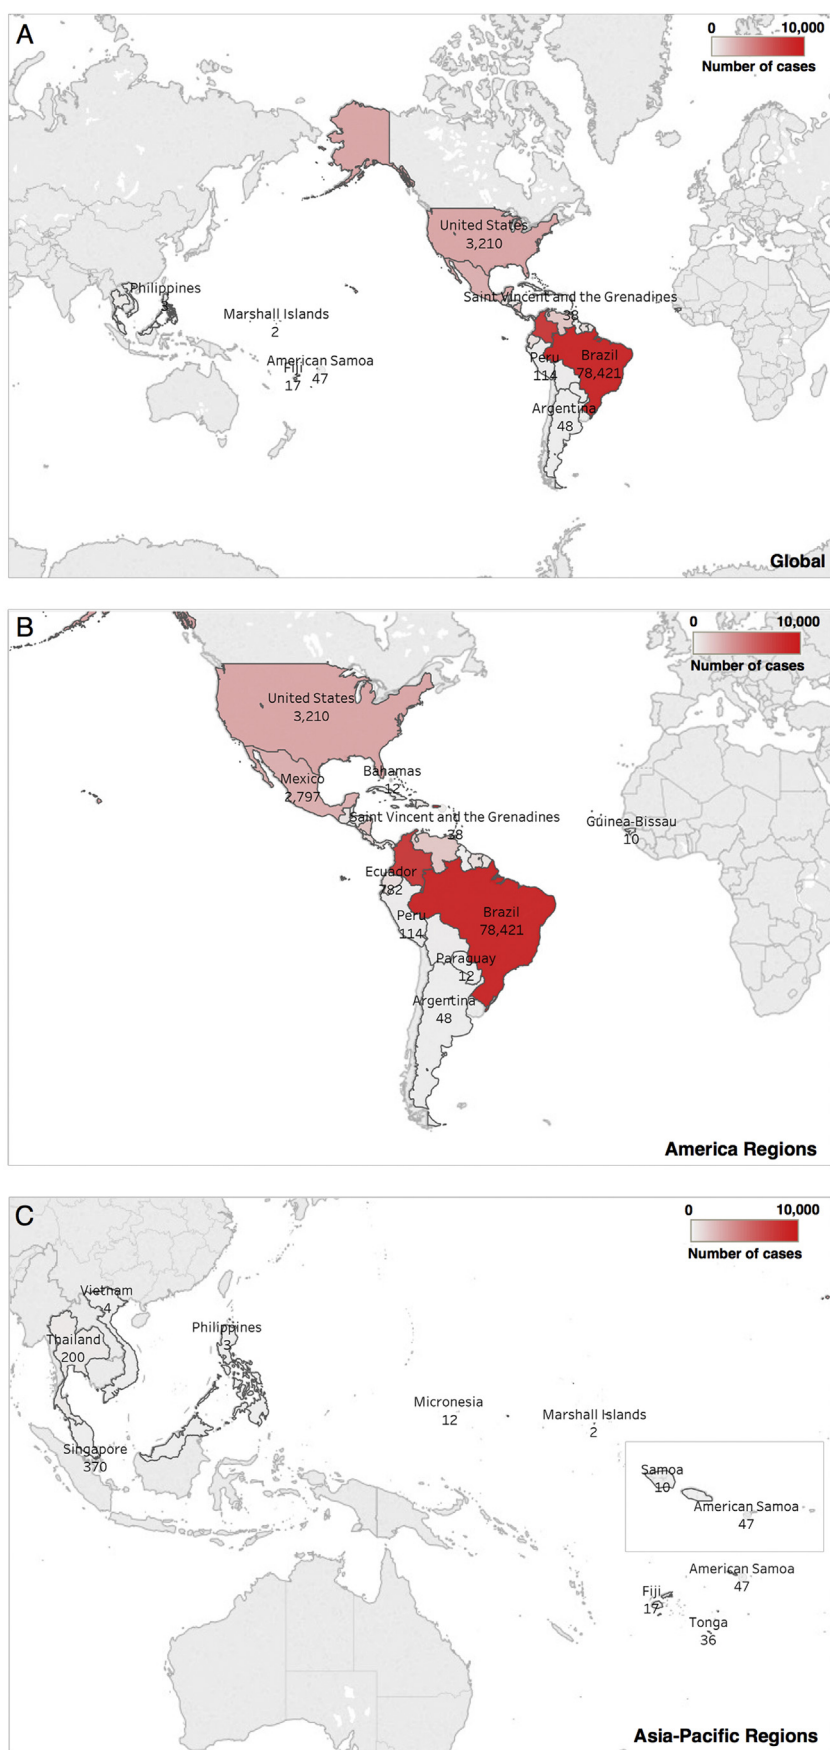 A
0 10,000
Number of cases
United States
3,210
Philippines
3
Saint Vincent and the Grenadines
38
Marshall Islands
2
American Samoa
47
Fiji
17
Peru
114
Brazil
78,421
Argentina
48
Global
B
0 10,000
Number of cases
United States
3,210
Mexico
2,797
Bahamas
12
Saint Vincent and the Grenadines
38
Guinea-Bissau
10
Ecuador
782
Peru
114
Brazil
78,421
Paraguay
12
Argentina
48
America Regions
C
0 10,000
Number of cases
Vietnam
4
Thailand
200
Philippines
3
Micronesia
12
Marshall Islands
2
Singapore
370
Samoa
10
American Samoa
47
American Samoa
47
Fiji
17
Tonga
36
Asia-Pacific Regions